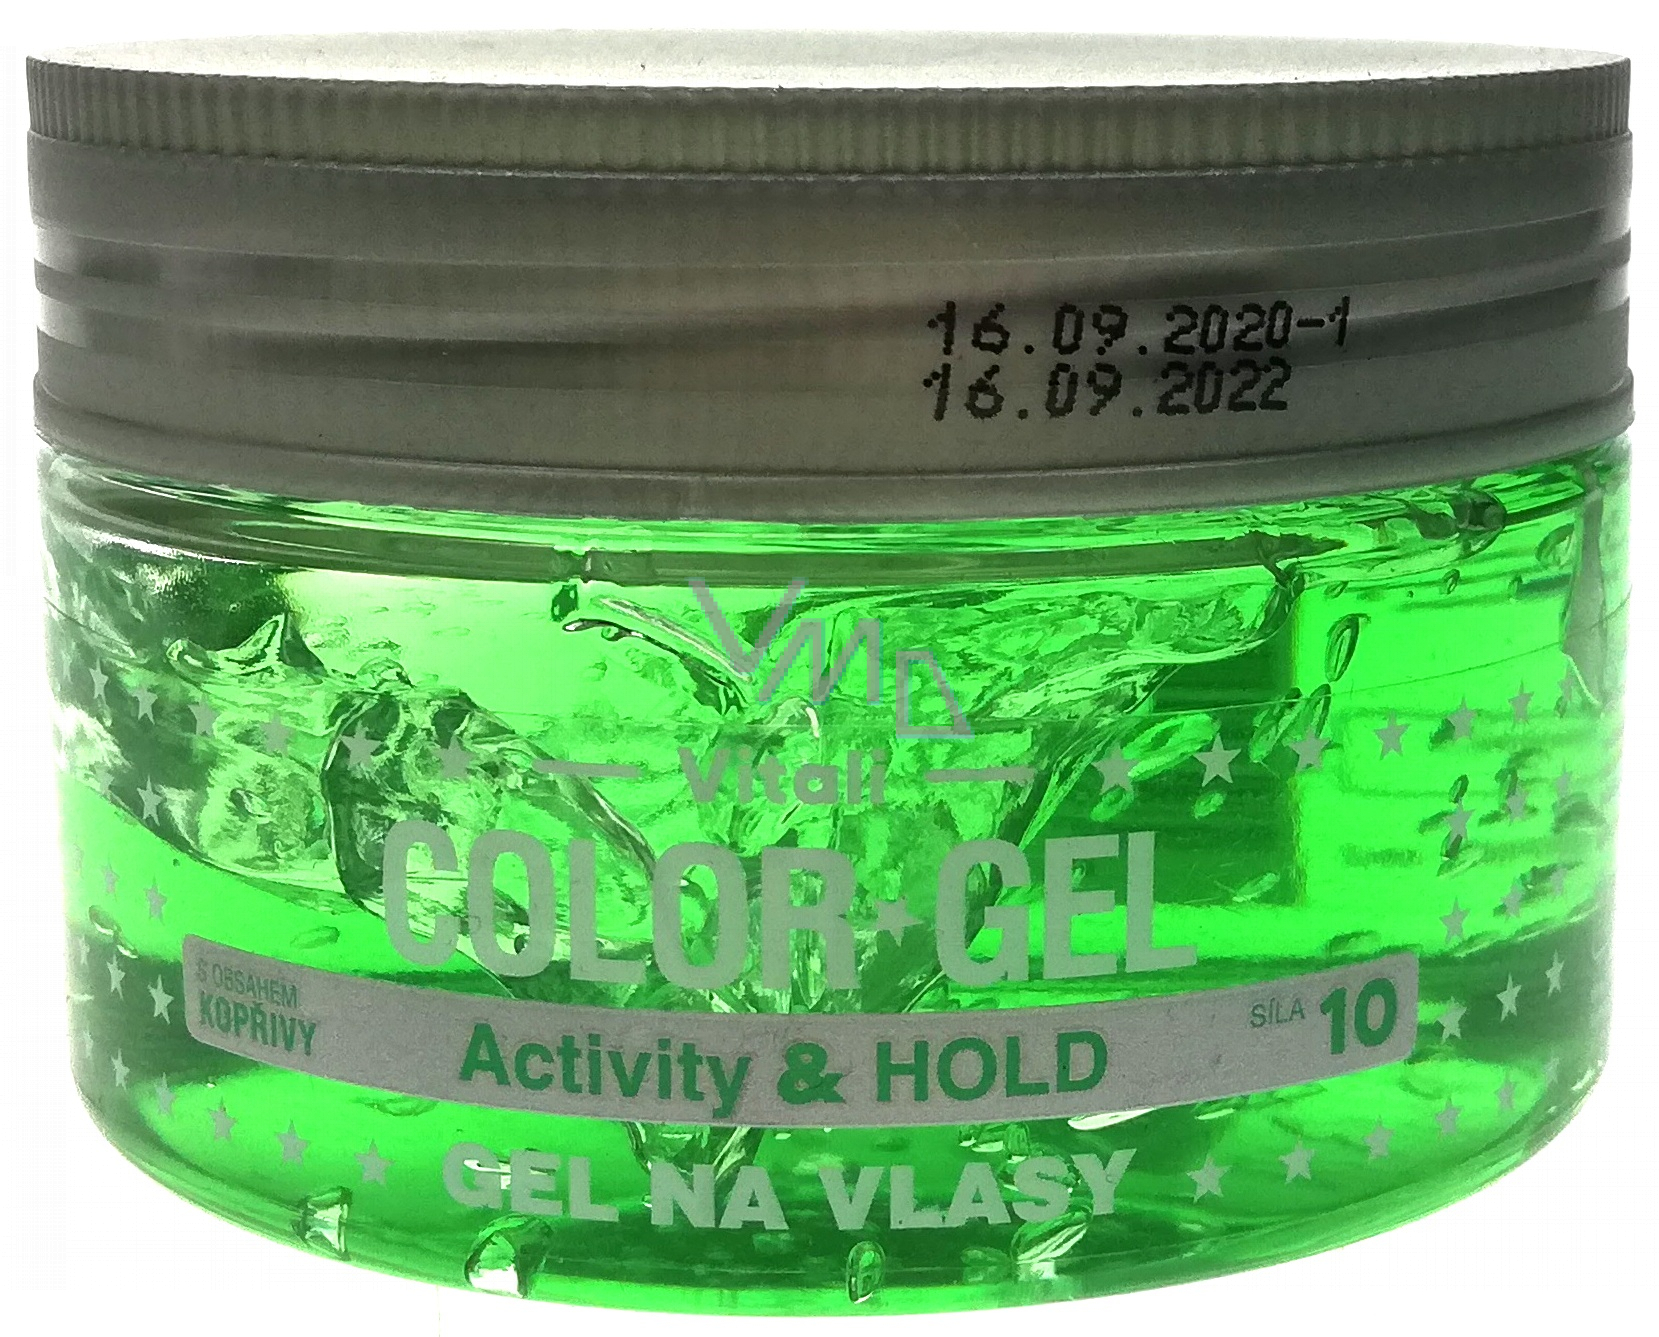 16.09.2020-1
16.09.2022
VMD
Vitali
COLOR★GEL
S OBSAHEM
KOPŘIVY
Activity & HOLD
SÍLA 10
GEL NA VLASY